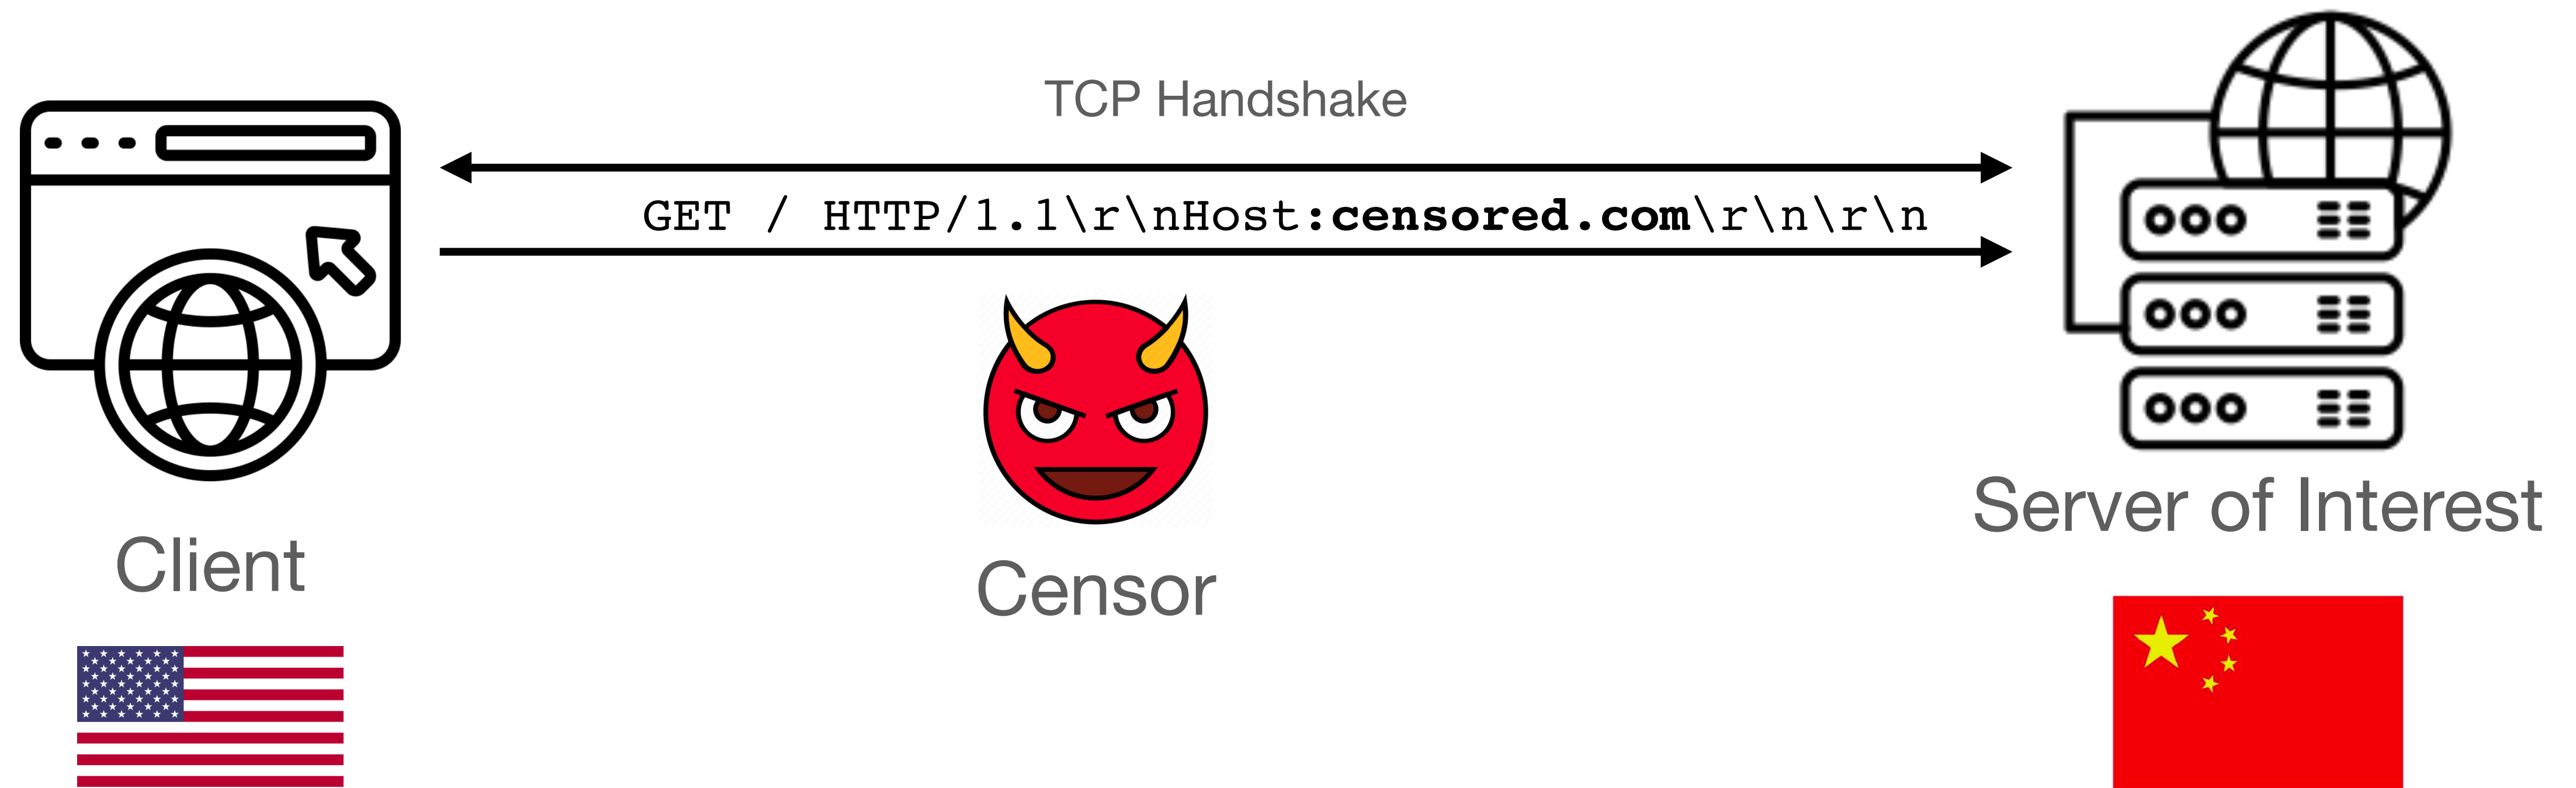 TCP Handshake
GET / HTTP/1.1\r\nHost:censored.com\r\n\r\n
Client
Censor
Server of Interest